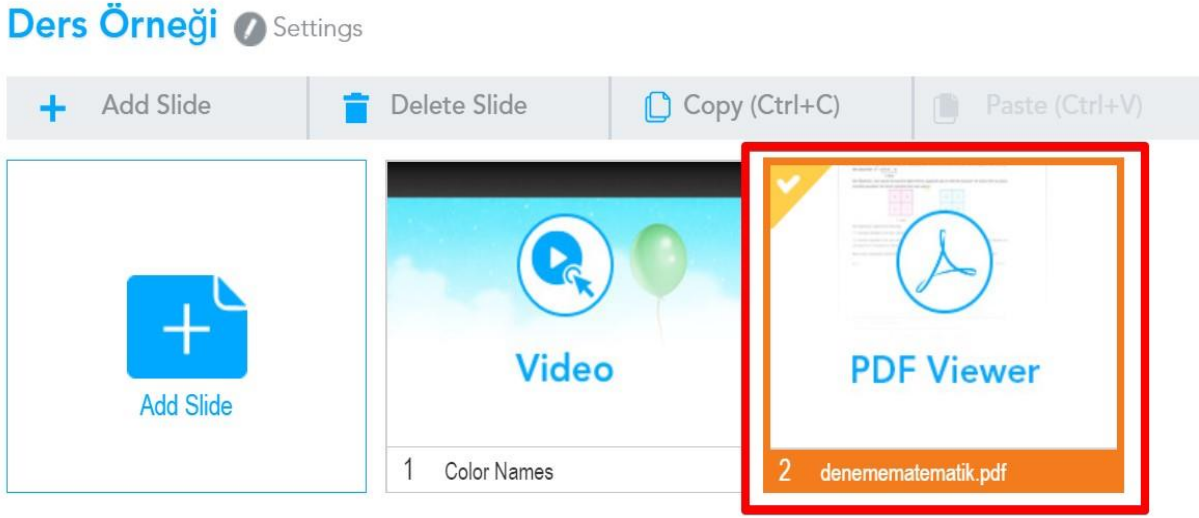 Ders Örneği Settings
Add Slide Delete Slide Copy (Ctrl+C) Paste (Ctrl+V)
Add Slide
Video
1 Color Names
PDF Viewer
2 denemematematik.pdf